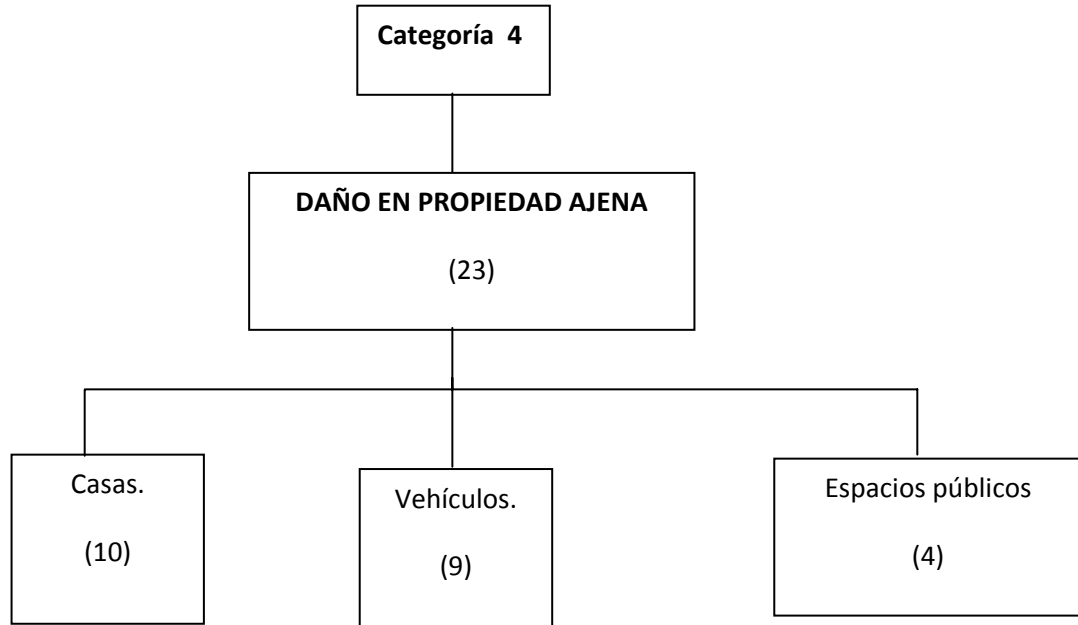 Categoría 4
DAÑO EN PROPIEDAD AJENA
(23)
Casas.
(10)
Vehículos.
(9)
Espacios públicos
(4)